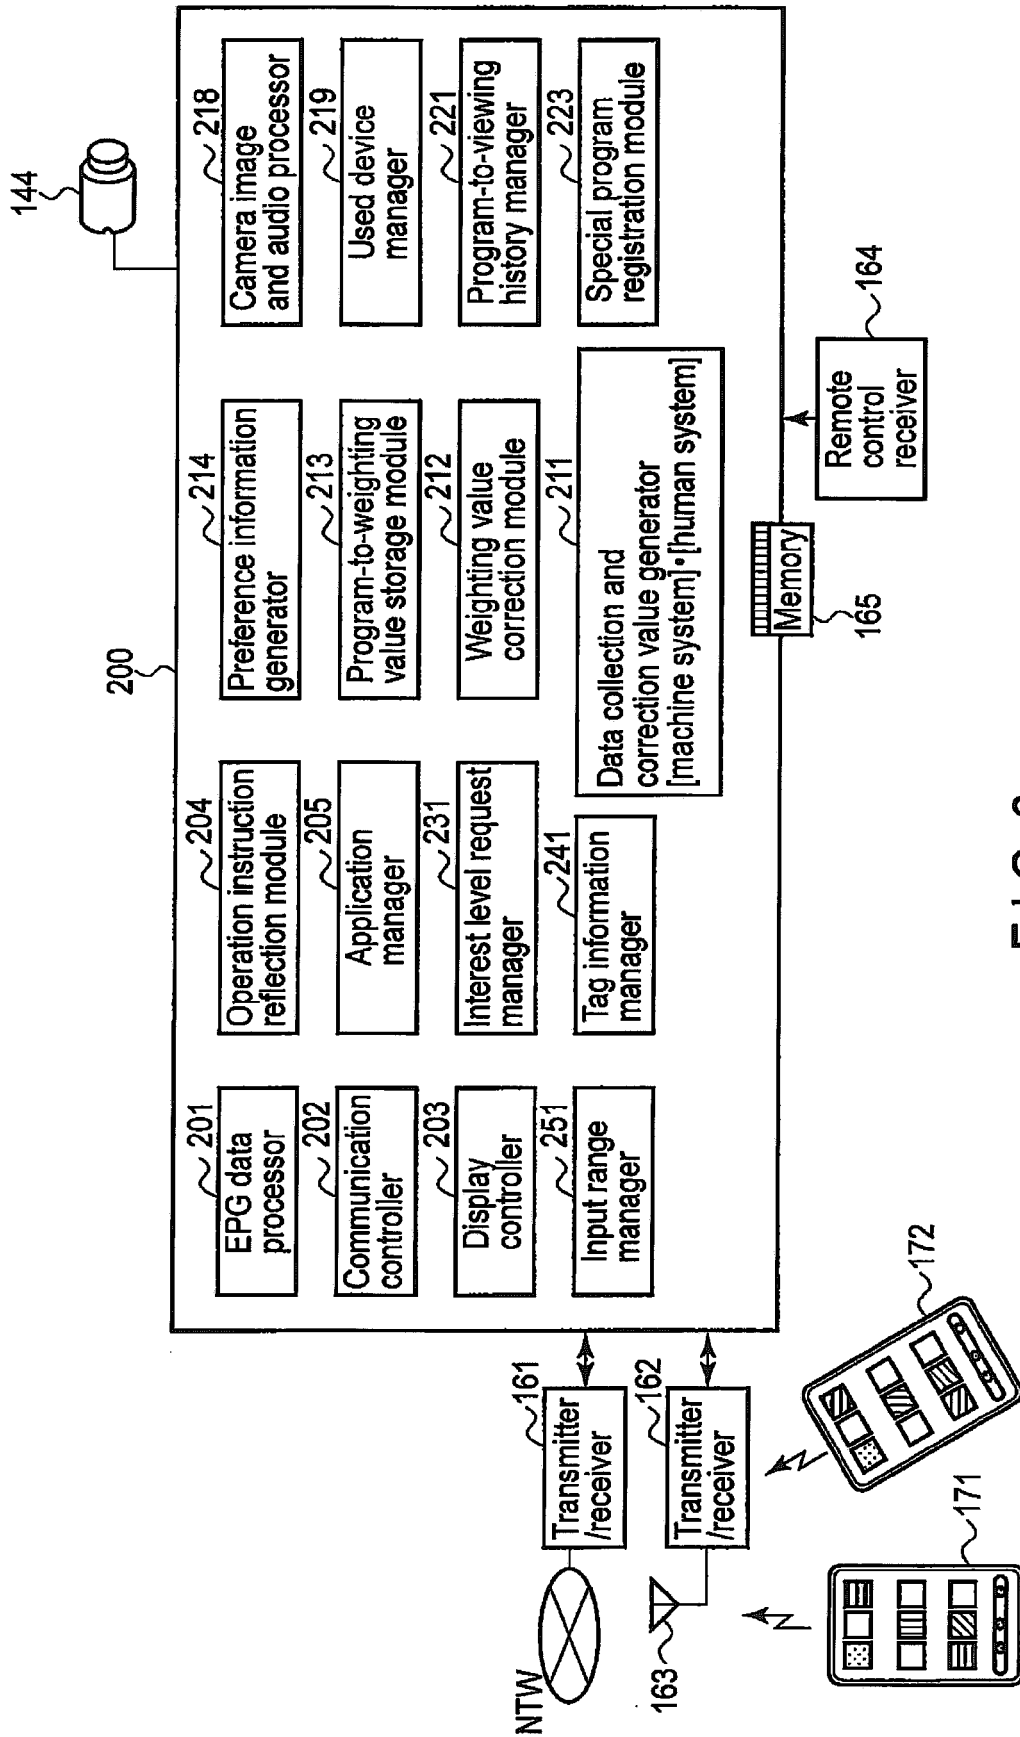 200
144
201
EPG data
processor
204
Operation instruction
reflection module
214
Preference information
generator
218
Camera image
and audio processor
202
Communication
controller
205
Application
manager
213
Program-to-weighting
value storage module
219
Used device
manager
203
Display
controller
231
Interest level request
manager
212
Weighting value
correction module
221
Program-to-viewing
history manager
251
Input range
manager
241
Tag information
manager
211
Data collection and
correction value generator
[machine system]•[human system]
223
Special program
registration module
NTW
161
Transmitter
/receiver
163
162
Transmitter
/receiver
171
172
Memory
165
Remote
control
receiver
164